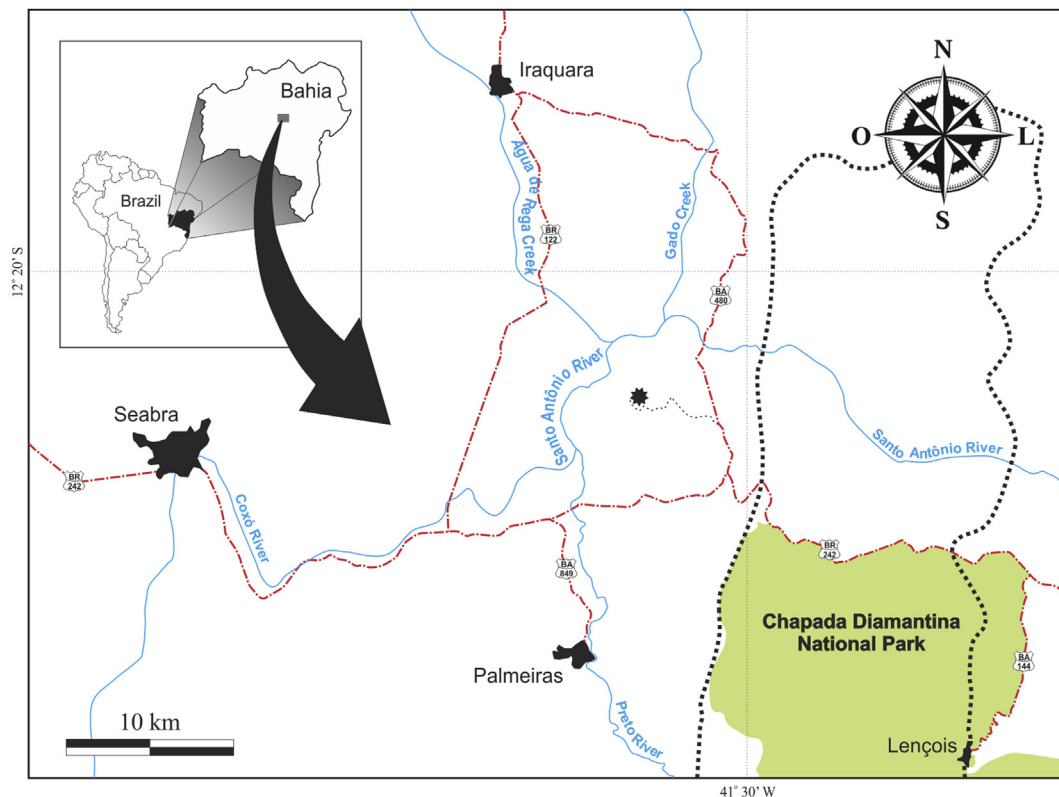 Bahia
Brazil
Iraquara
N
O
L
S
Água de Rega Creek
Gado Creek
BR
122
BA
480
12°20' S
Santo Antônio River
Santo Antônio River
Seabra
BR
242
Coxó River
BA
849
BR
242
Chapada Diamantina
National Park
Palmeiras
Preto River
BA
144
10 km
Lençois
41° 30' W